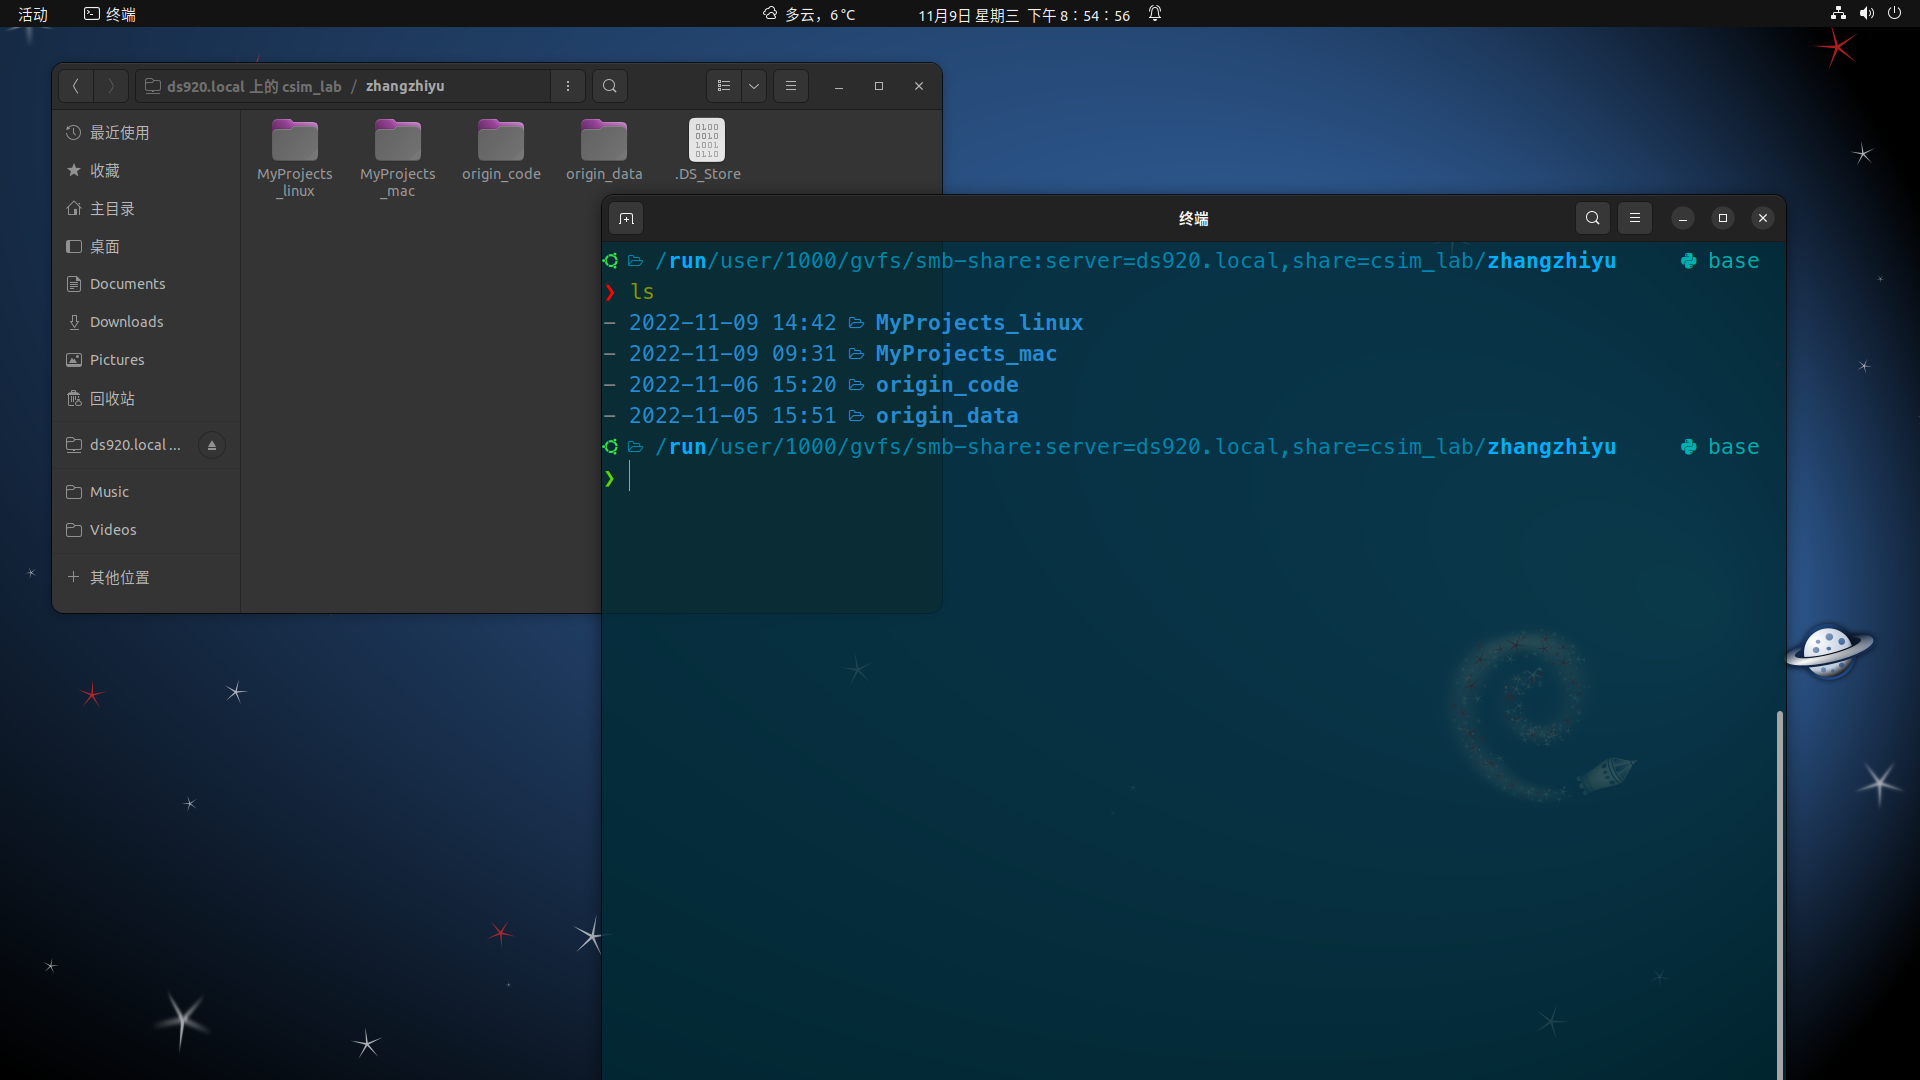 活动 终端 多云，6 °C 11月9日 星期三 下午 8：54：56
ds920.local 上的 csim_lab / zhangzhiyu
最近使用
收藏
主目录
桌面
Documents
Downloads
Pictures
回收站
ds920.local ...
Music
Videos
其他位置
MyProjects_linux
MyProjects_mac
origin_code
origin_data
.DS_Store
0100
0010
1001
0110
终端
/run/user/1000/gvfs/smb-share:server=ds920.local,share=csim_lab/zhangzhiyu base
❯ ls
— 2022-11-09 14:42 MyProjects_linux
— 2022-11-09 09:31 MyProjects_mac
— 2022-11-06 15:20 origin_code
— 2022-11-05 15:51 origin_data
/run/user/1000/gvfs/smb-share:server=ds920.local,share=csim_lab/zhangzhiyu base
❯